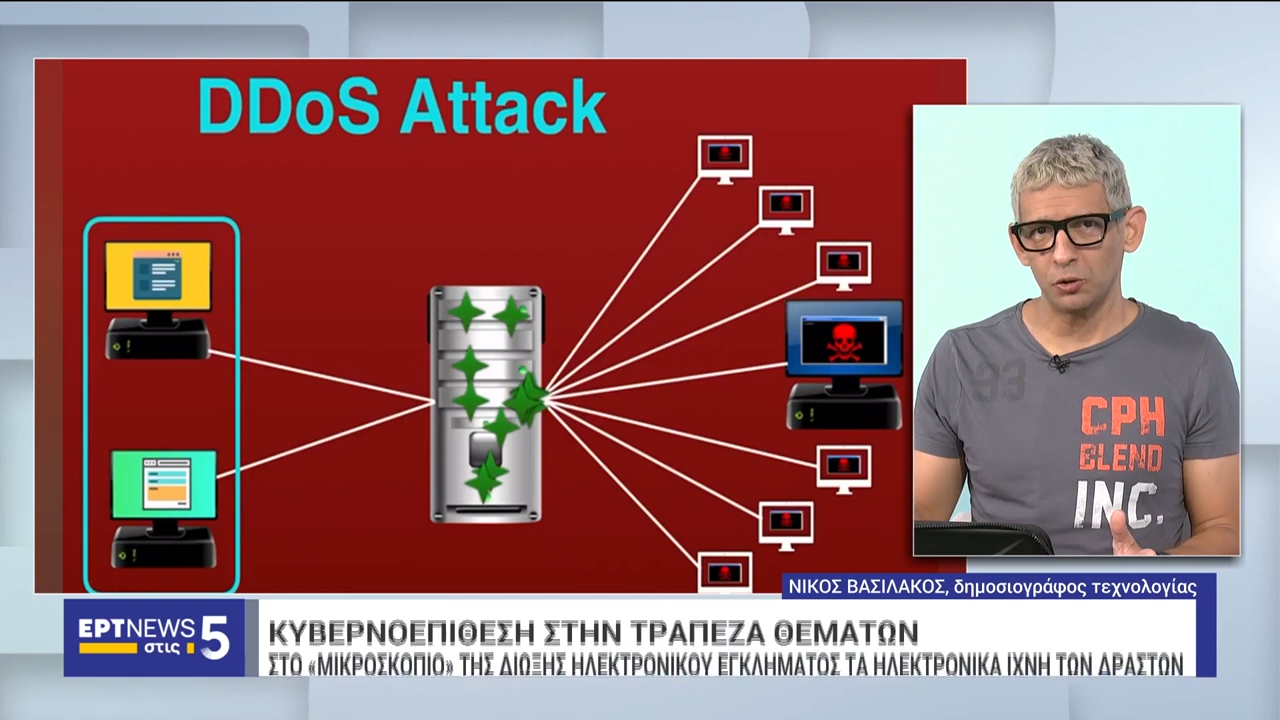 DDoS Attack
93
CPH
BLEND
INC.
ΝΙΚΟΣ ΒΑΣΙΛΑΚΟΣ, δημοσιογράφος τεχνολογίας
ΕΡΤNEWS
στις 5
ΚΥΒΕΡΝΟΕΠΙΘΕΣΗ ΣΤΗΝ ΤΡΑΠΕΖΑ ΘΕΜΑΤΩΝ
ΣΤΟ «ΜΙΚΡΟΣΚΟΠΙΟ» ΤΗΣ ΔΙΩΞΗΣ ΗΛΕΚΤΡΟΝΙΚΟΥ ΕΓΚΛΗΜΑΤΟΣ ΤΑ ΗΛΕΚΤΡΟΝΙΚΑ ΙΧΝΗ ΤΩΝ ΔΡΑΣΤΩΝ